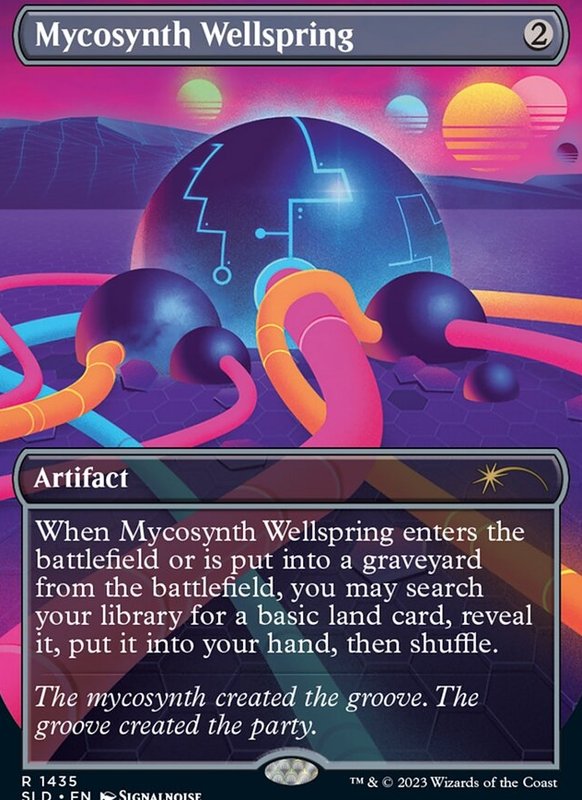 Mycosynth Wellspring 2
Artifact
When Mycosynth Wellspring enters the
battlefield or is put into a graveyard
from the battlefield, you may search
your library for a basic land card, reveal
it, put it into your hand, then shuffle.
The mycosynth created the groove. The
groove created the party.
R 1435
™ & © 2023 Wizards of the Coast
SLD • EN SIGNALNOISE